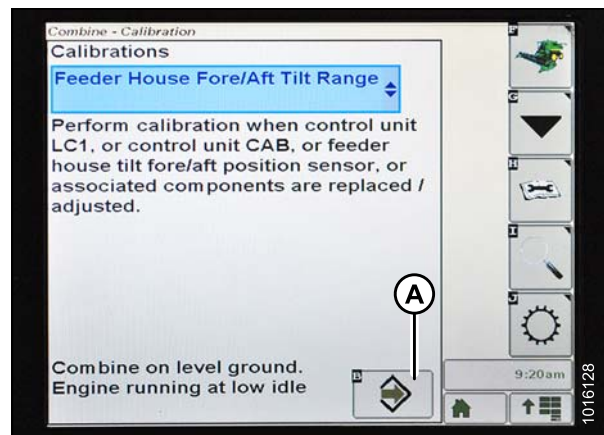 Combine - Calibration
Calibrations
Feeder House Fore/Aft Tilt Range
Perform calibration when control unit
LC1, or control unit CAB, or feeder
house tilt fore/aft position sensor, or
associated components are replaced /
adjusted.
Combine on level ground.
Engine running at low idle
A
B
F
G
H
I
J
9:20am
1016128